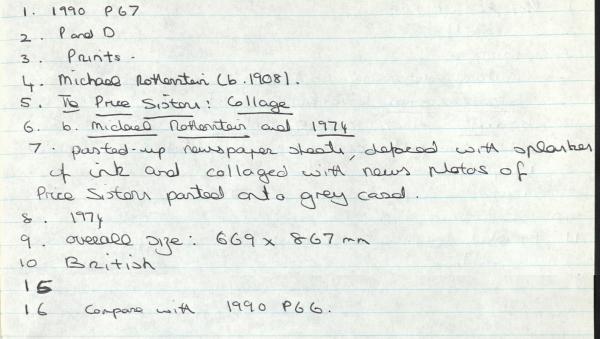 1. 1990 P67
2. P and D
3. Prints.
4. Michael Rothenstein (b.1908).
5. The Price Sisters: Collage
6. b. Michael Rothenstein and 1974
7. pasted-up newspaper sheets, defaced with splashes
of ink and collaged with news photos of
Price Sisters pasted onto grey card.
8. 1974
9. overall size: 669 x 867 mm
10 British
15
16 Compare with 1990 P66.